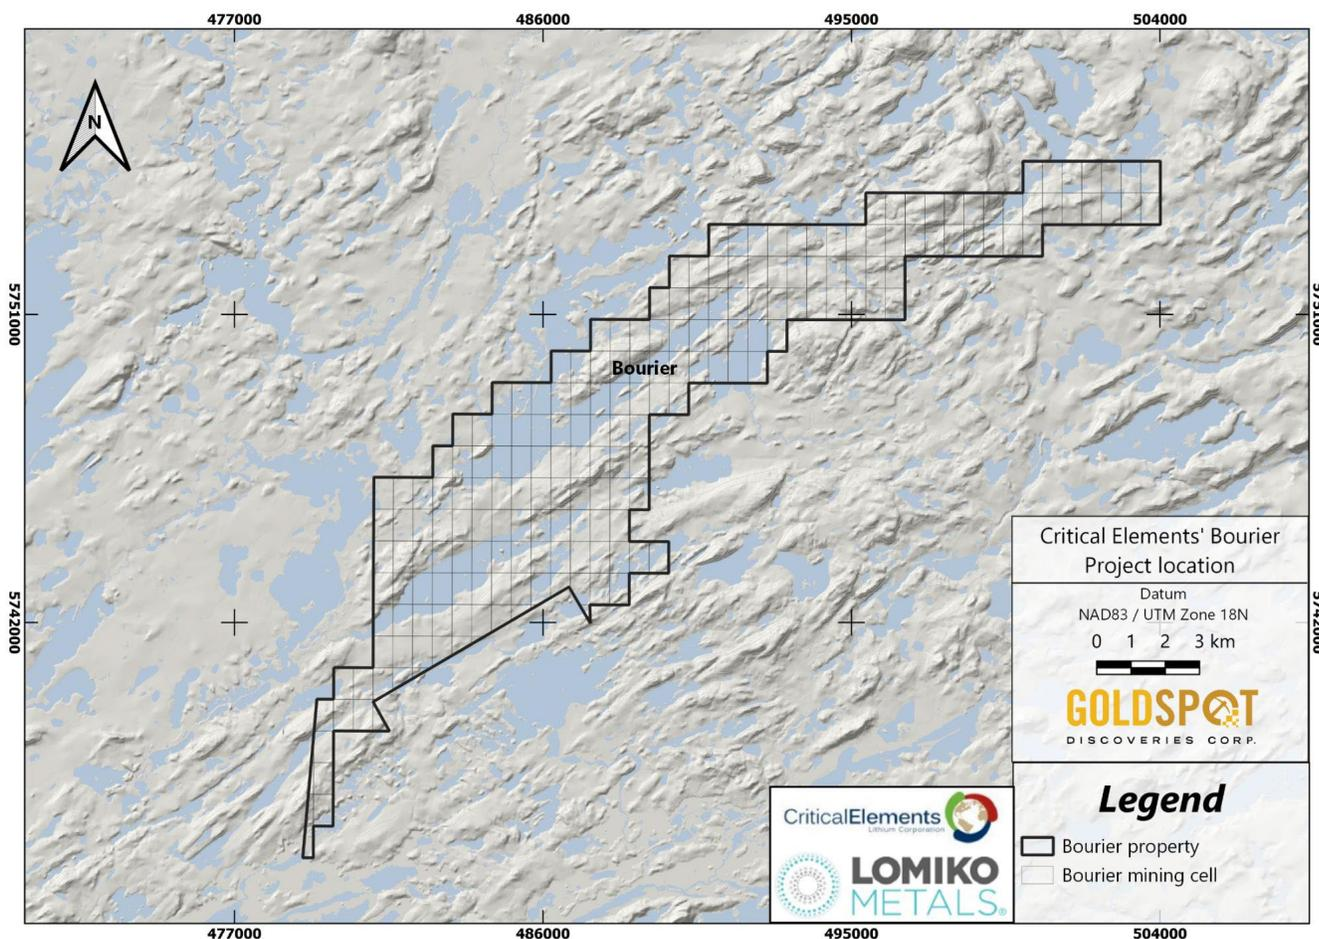 477000
486000
495000
504000
N
5751000
5751000
Bourier
5742000
5742000
Critical Elements' Bourier
Project location
Datum
NAD83 / UTM Zone 18N
0 1 2 3 km
GOLDSPOT
DISCOVERIES CORP.
Legend
Bourier property
Bourier mining cell
CriticalElements
Lithium Corporation
LOMIKO
METALS®
477000
486000
495000
504000